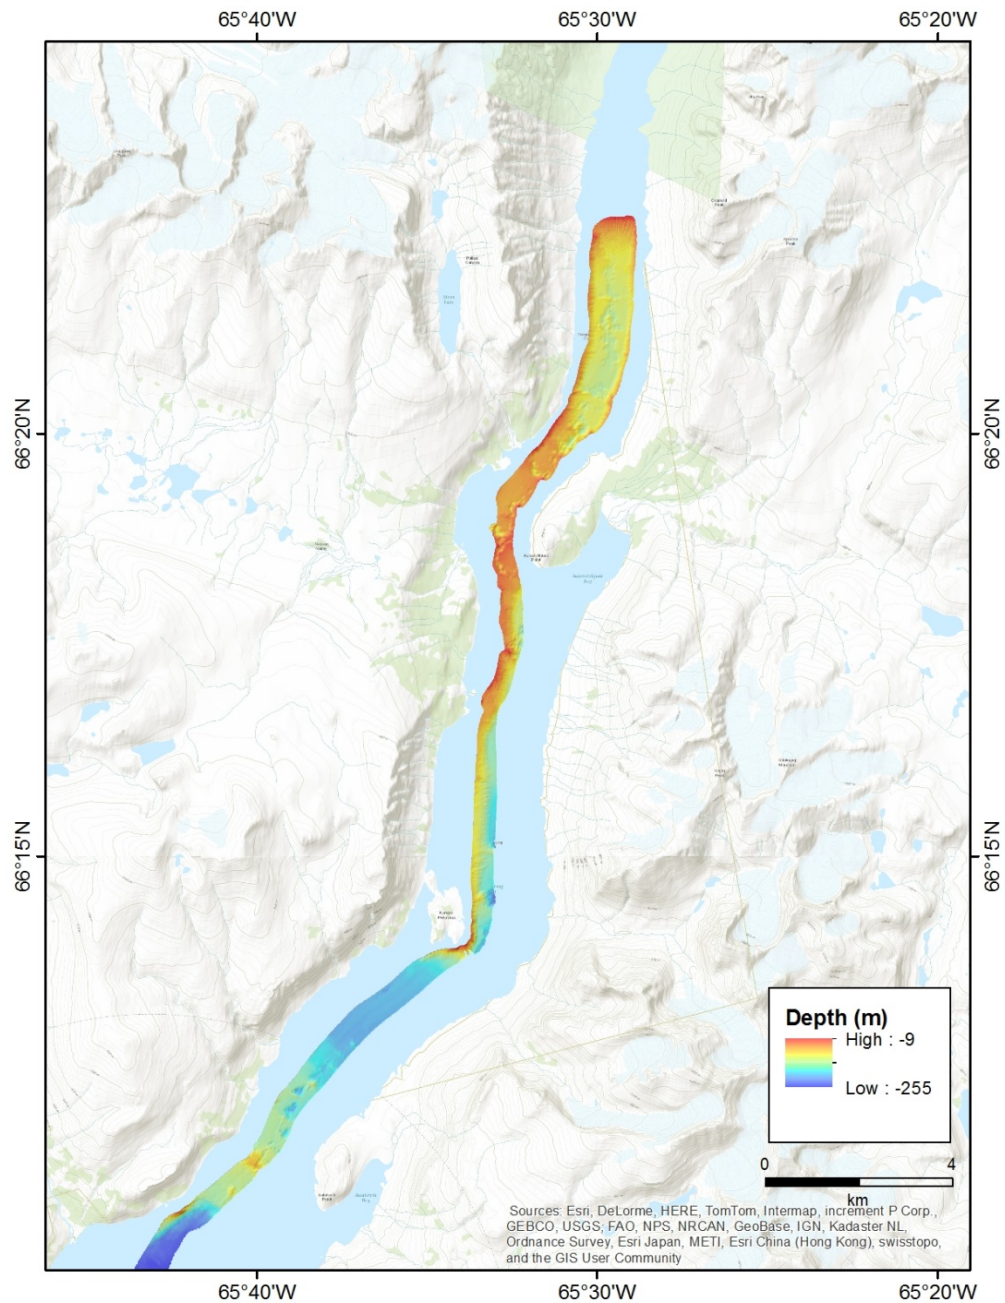 65°40'W 65°30'W 65°20'W
66°20'N 66°20'N
66°15'N 66°15'N
Depth (m)
High : -9
Low : -255
0 4
km
Sources: Esri, DeLorme, HERE, TomTom, Intermap, increment P Corp.,
GEBCO, USGS, FAO, NPS, NRCAN, GeoBase, IGN, Kadaster NL,
Ordnance Survey, Esri Japan, METI, Esri China (Hong Kong), swisstopo,
and the GIS User Community
65°40'W 65°30'W 65°20'W